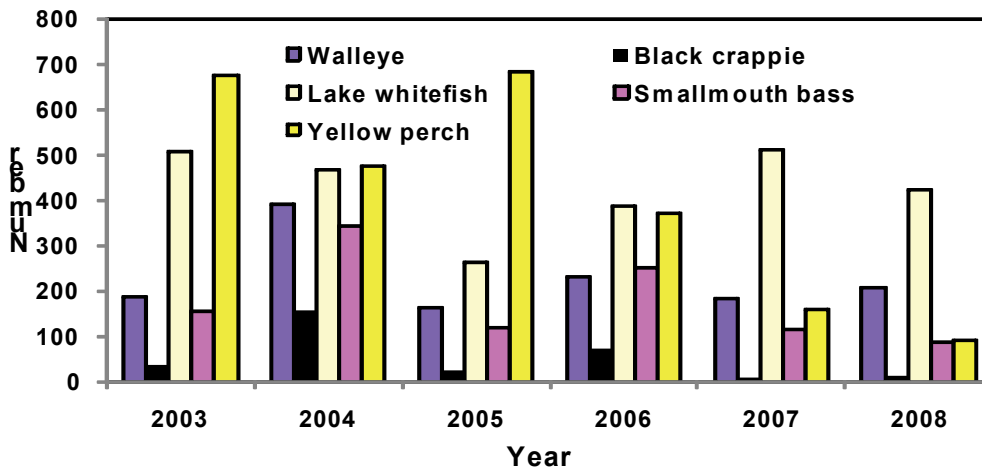 800
700
600
500
400
300
200
100
0
Number
Walleye
Black crappie
Lake whitefish
Smallmouth bass
Yellow perch
2003 2004 2005 2006 2007 2008
Year